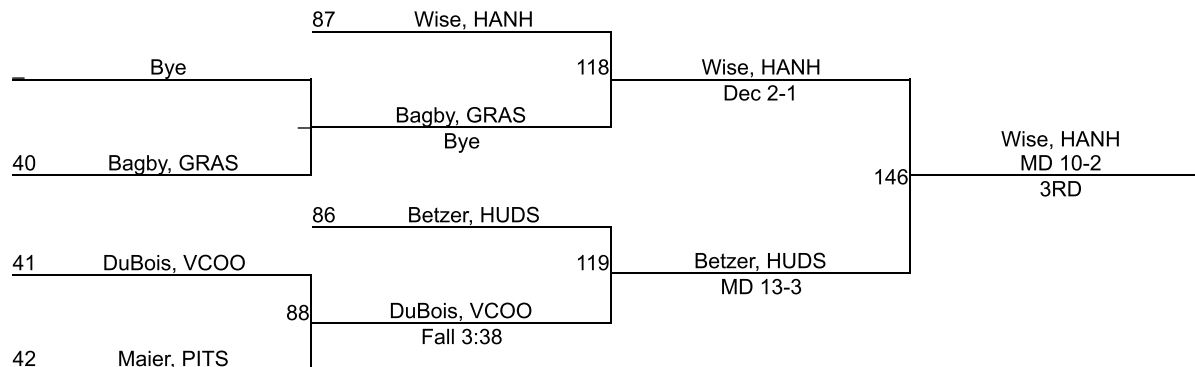 87 Wise, HANH
_ Bye
118 Wise, HANH
Dec 2-1
_ Bagby, GRAS
Bye
40 Bagby, GRAS
Wise, HANH
146 MD 10-2
3RD
86 Betzer, HUDS
41 DuBois, VCOO
119 Betzer, HUDS
MD 13-3
88 DuBois, VCOO
Fall 3:38
42 Maier, PITS